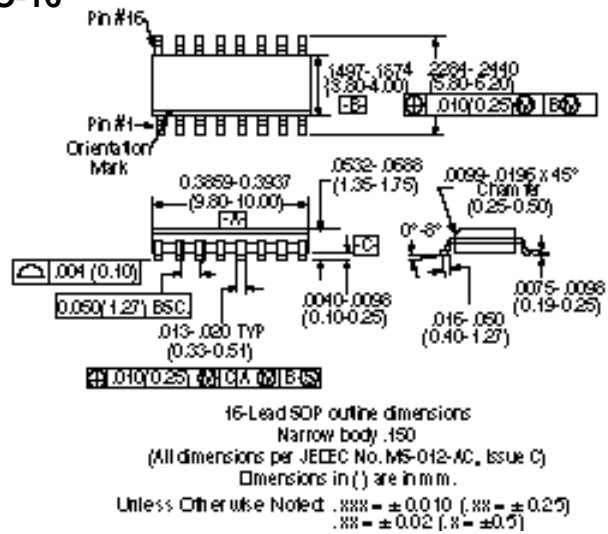 Pin #16
.1497-.1574
(3.80-4.00)
.2284-.2440
(5.80-6.20)
-B-
.010(0.25) M B M
Pin #1
Orientation
Mark
0.3859-0.3937
(9.80-10.00)
-A-
.0532-.0688
(1.35-1.75)
.0099-.0196 x 45°
Chamfer
(0.25-0.50)
0°-8°
-C-
.004 (0.10)
0.050(1.27) BSC
.013-.020 TYP
(0.33-0.51)
.0040-.0098
(0.10-0.25)
.016-.050
(0.40-1.27)
.0075-.0098
(0.19-0.25)
.010(0.25) M C A M B S
16-Lead SOP outline dimensions
Narrow body .150
(All dimensions per JEDEC No. MS-012-AC, Issue C)
Dimensions in ( ) are in mm.
Unless Otherwise Noted: .xxx = ± 0.010 (.xx = ± 0.25)
.xx = ± 0.02 (.x = ±0.5)